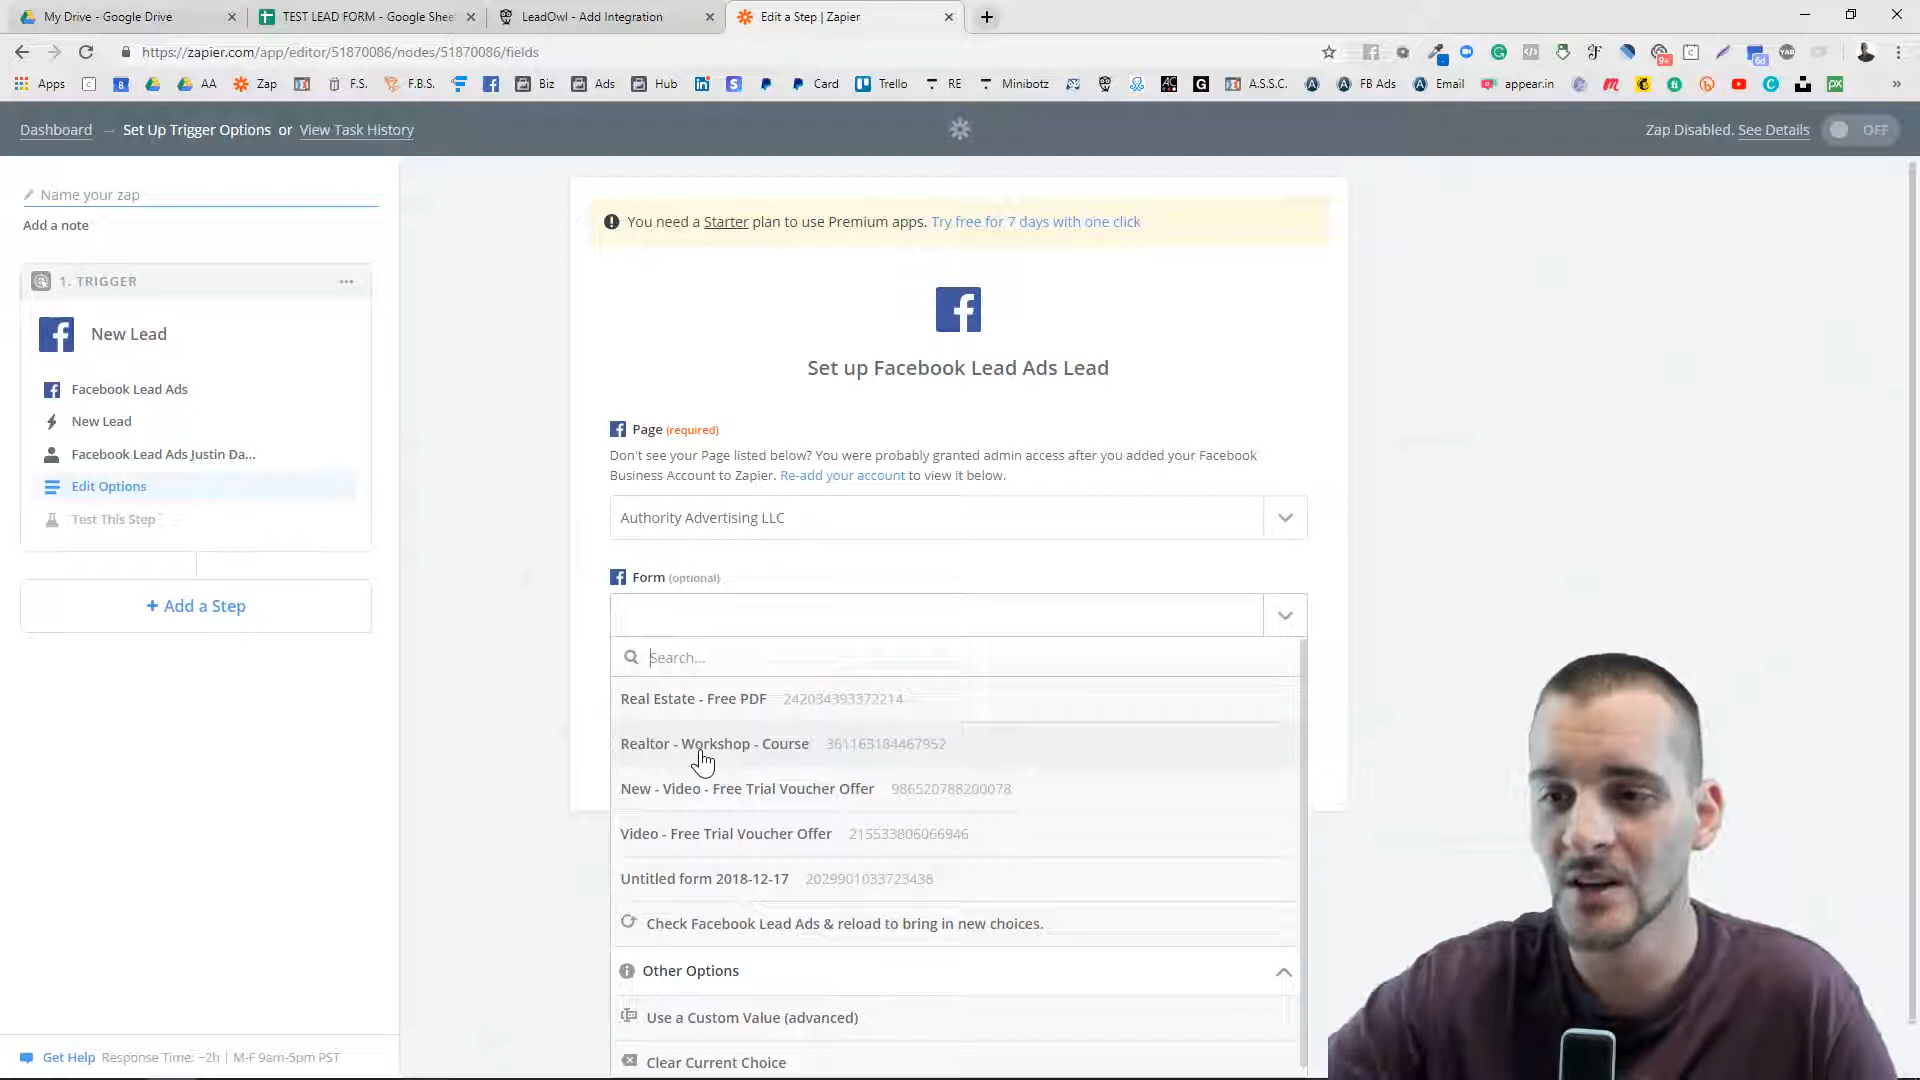 My Drive - Google Drive
TEST LEAD FORM - Google Shee
LeadOwl - Add Integration
Edit a Step | Zapier
https://zapier.com/app/editor/51870086/nodes/51870086/fields
Apps
AA
Zap
F.S.
F.B.S.
Biz
Ads
Hub
Card
Trello
RE
Minibotz
A.S.S.C.
FB Ads
Email
appear.in
Dashboard
Set Up Trigger Options or View Task History
Zap Disabled. See Details
OFF
Name your zap
Add a note
1. TRIGGER
New Lead
Facebook Lead Ads
New Lead
Facebook Lead Ads Justin Da...
Edit Options
Test This Step
+ Add a Step
Get Help Response Time: ~2h | M-F 9am-5pm PST
You need a Starter plan to use Premium apps. Try free for 7 days with one click
Set up Facebook Lead Ads Lead
Page (required)
Don't see your Page listed below? You were probably granted admin access after you added your Facebook
Business Account to Zapier. Re-add your account to view it below.
Authority Advertising LLC
Form (optional)
Search...
Real Estate - Free PDF 242034393372214
Realtor - Workshop - Course 361163184467952
New - Video - Free Trial Voucher Offer 986520788200078
Video - Free Trial Voucher Offer 215533806066946
Untitled form 2018-12-17 2029901033723438
Check Facebook Lead Ads & reload to bring in new choices.
Other Options
Use a Custom Value (advanced)
Clear Current Choice